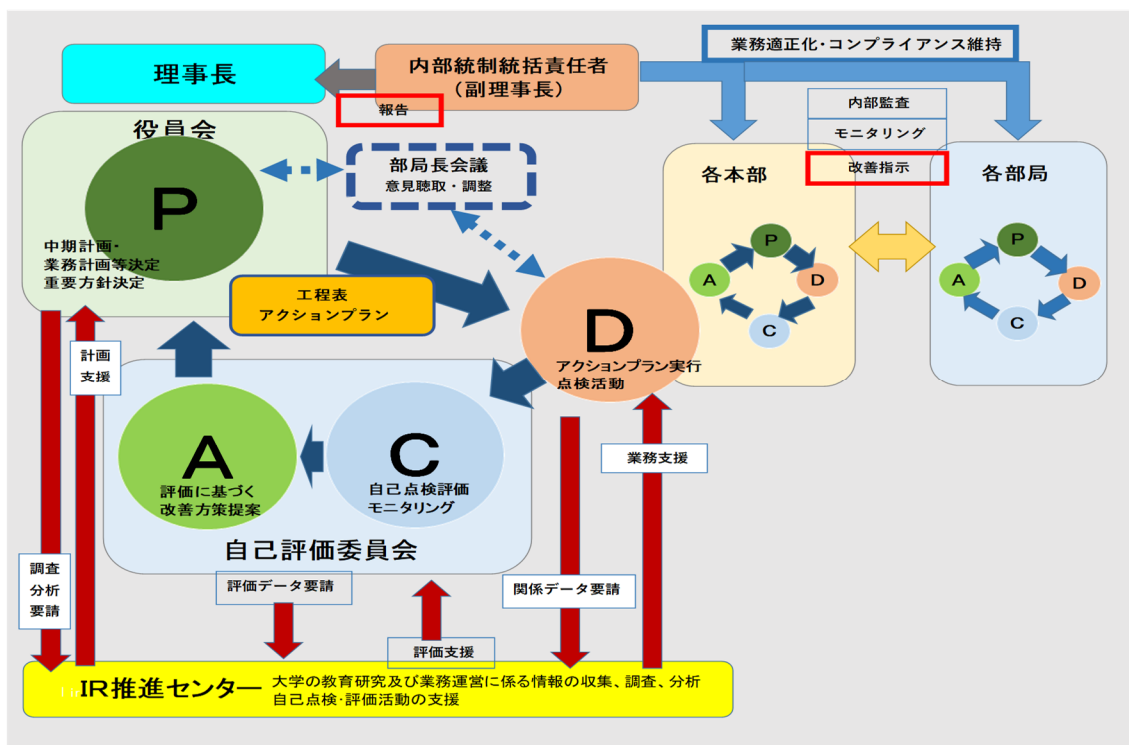 業務適正化・コンプライアンス維持
理事長
内部統制統括責任者
（副理事長）
報告
内部監査
モニタリング
改善指示
役員会
P
中期計画・
業務計画等決定
重要方針決定
部局長会議
意見聴取・調整
各本部
P
D
C
A
各部局
P
D
C
A
工程表
アクションプラン
D
アクションプラン実行
点検活動
計画
支援
A
評価に基づく
改善方策提案
C
自己点検評価
モニタリング
自己評価委員会
業務支援
調査
分析
要請
評価データ要請
関係データ要請
評価支援
IR推進センター
大学の教育研究及び業務運営に係る情報の収集、調査、分析
自己点検・評価活動の支援